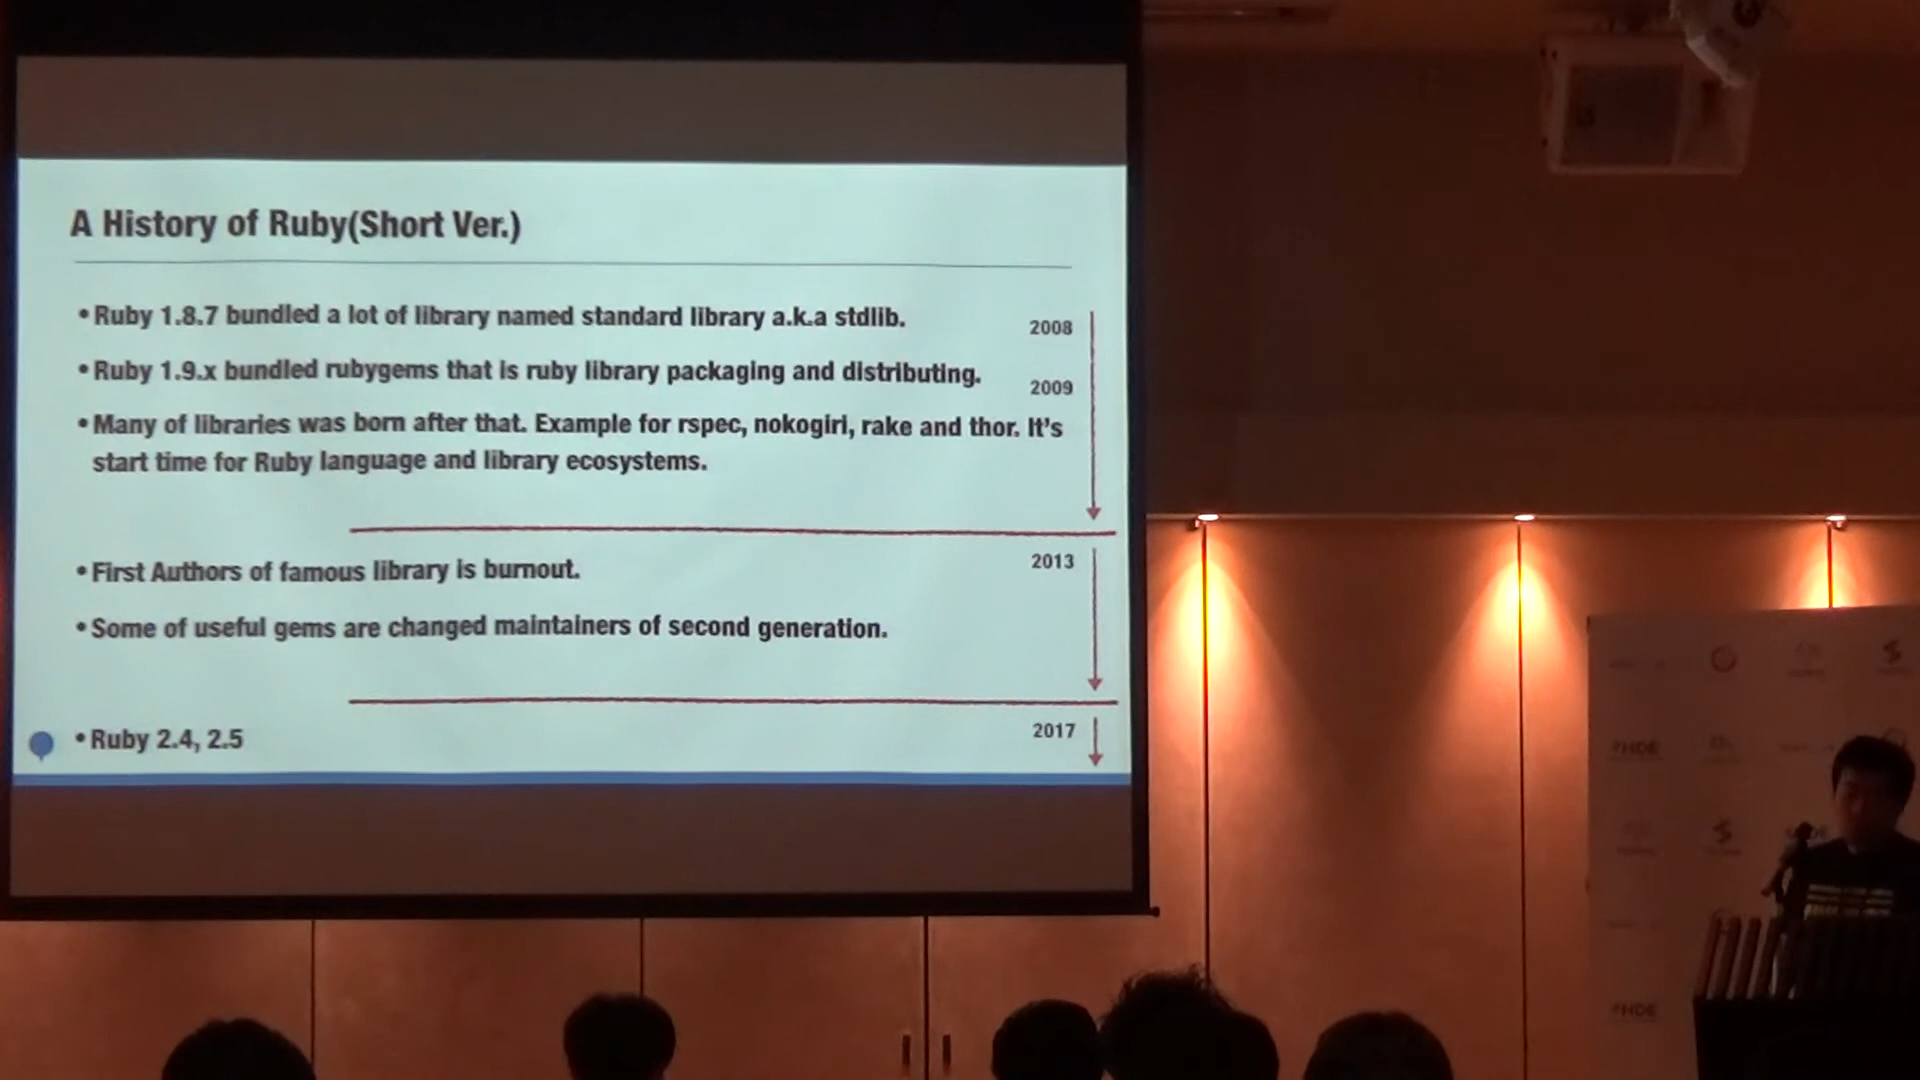 A History of Ruby(Short Ver.)
•Ruby 1.8.7 bundled a lot of library named standard library a.k.a stdlib.
2008
•Ruby 1.9.x bundled rubygems that is ruby library packaging and distributing.
2009
•Many of libraries was born after that. Example for rspec, nokogiri, rake and thor. It's
start time for Ruby language and library ecosystems.
•First Authors of famous library is burnout.
2013
•Some of useful gems are changed maintainers of second generation.
•Ruby 2.4, 2.5
2017
HDE
HDE